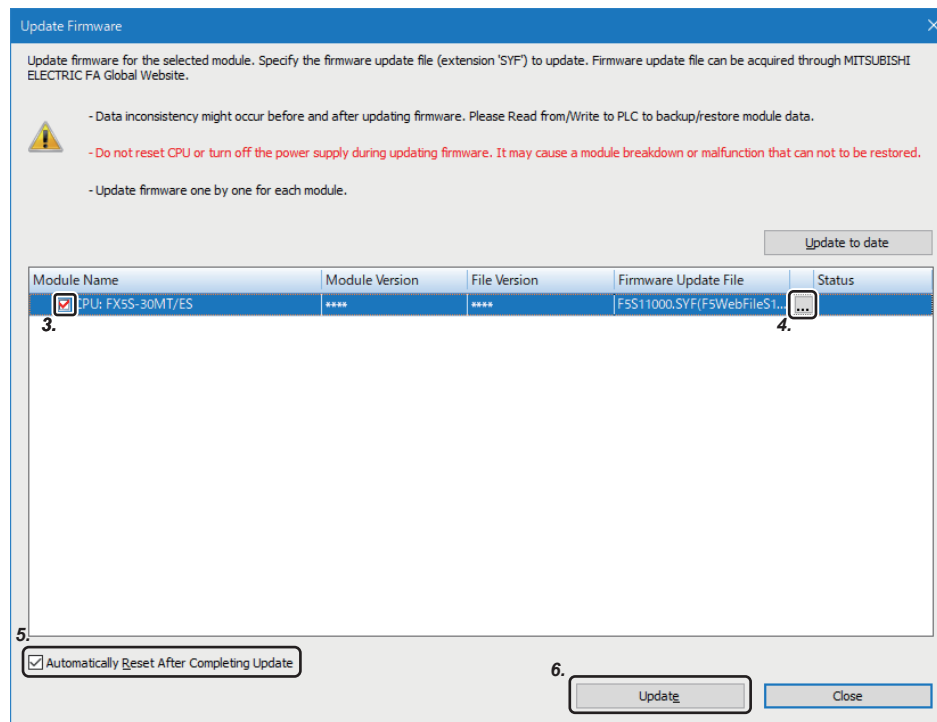 Update Firmware
Update firmware for the selected module. Specify the firmware update file (extension 'SYF') to update. Firmware update file can be acquired through MITSUBISHI
ELECTRIC FA Global Website.
- Data inconsistency might occur before and after updating firmware. Please Read from/Write to PLC to backup/restore module data.
- Do not reset CPU or turn off the power supply during updating firmware. It may cause a module breakdown or malfunction that can not to be restored.
- Update firmware one by one for each module.
Update to date
Module Name Module Version File Version Firmware Update File Status
CPU: FX5S-30MT/ES **** **** F5S11000.SYF(F5WebFileS1... ...
3. 4.
5.
Automatically Reset After Completing Update
6.
Update Close